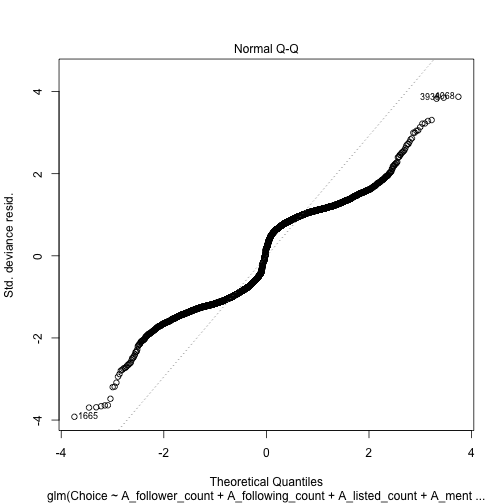 Normal Q-Q
Std. deviance resid.
4
2
0
-2
-4
1665
-4
-2
0
2
4
Theoretical Quantiles
glm(Choice ~ A_follower_count + A_following_count + A_listed_count + A_ment ...